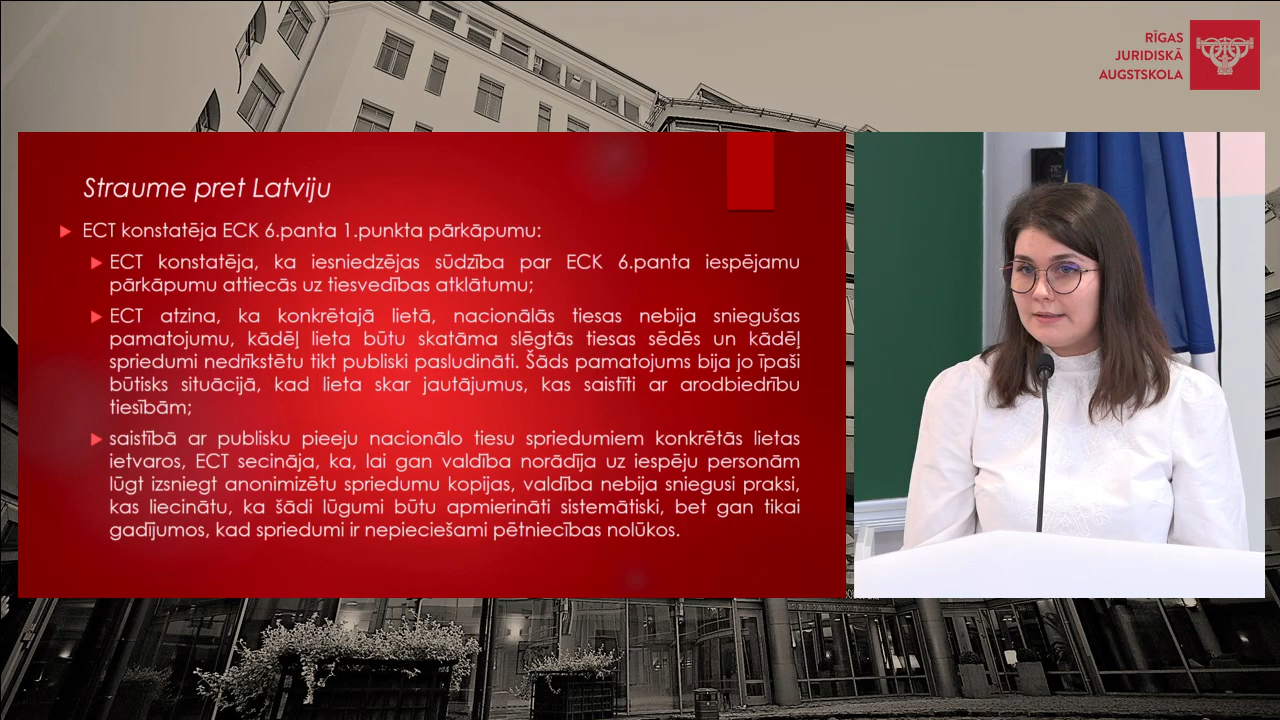 RĪGAS
JURIDISKĀ
AUGSTSKOLA
Straume pret Latviju
ECT konstatēja ECK 6.panta 1.punkta pārkāpumu:
ECT konstatēja, ka iesniedzējas sūdzība par ECK 6.panta iespējamu
pārkāpumu attiecās uz tiesvedības atklātumu;
ECT atzina, ka konkrētajā lietā, nacionālās tiesas nebija sniegušas
pamatojumu, kādēļ lieta būtu skatāma slēgtās tiesas sēdēs un kādēļ
spriedumi nedrīkstētu tikt publiski pasludināti. Šāds pamatojums bija jo īpaši
būtisks situācijā, kad lieta skar jautājumus, kas saistīti ar arodbiedrību
tiesībām;
saistībā ar publisku pieeju nacionālo tiesu spriedumiem konkrētās lietas
ietvaros, ECT secināja, ka, lai gan valdība norādīja uz iespēju personām
lūgt izsniegt anonimizētu spriedumu kopijas, valdība nebija sniegusi praksi,
kas liecinātu, ka šādi lūgumi būtu apmierināti sistemātiski, bet gan tikai
gadījumos, kad spriedumi ir nepieciešami pētniecības nolūkos.